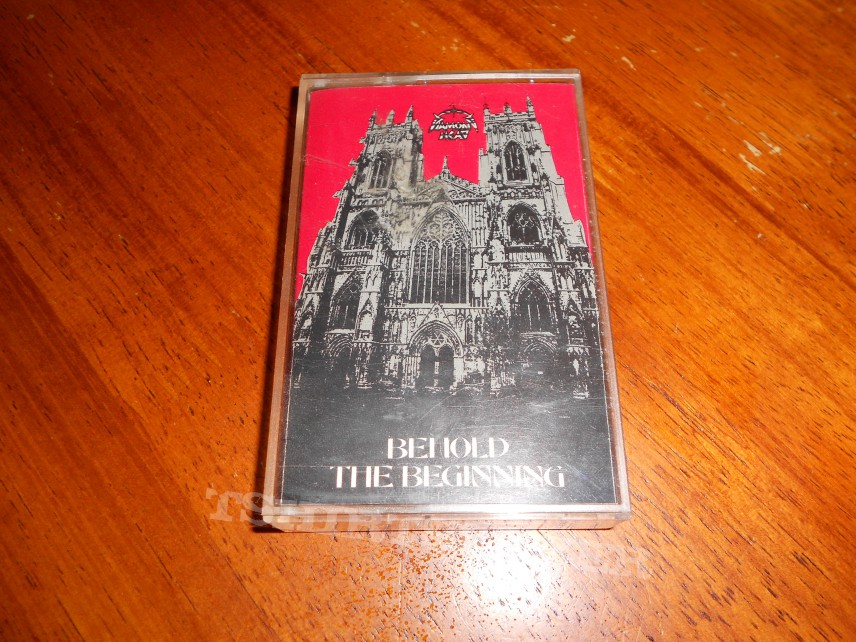 DIAMOND
HEAD
BEHOLD
THE BEGINNING